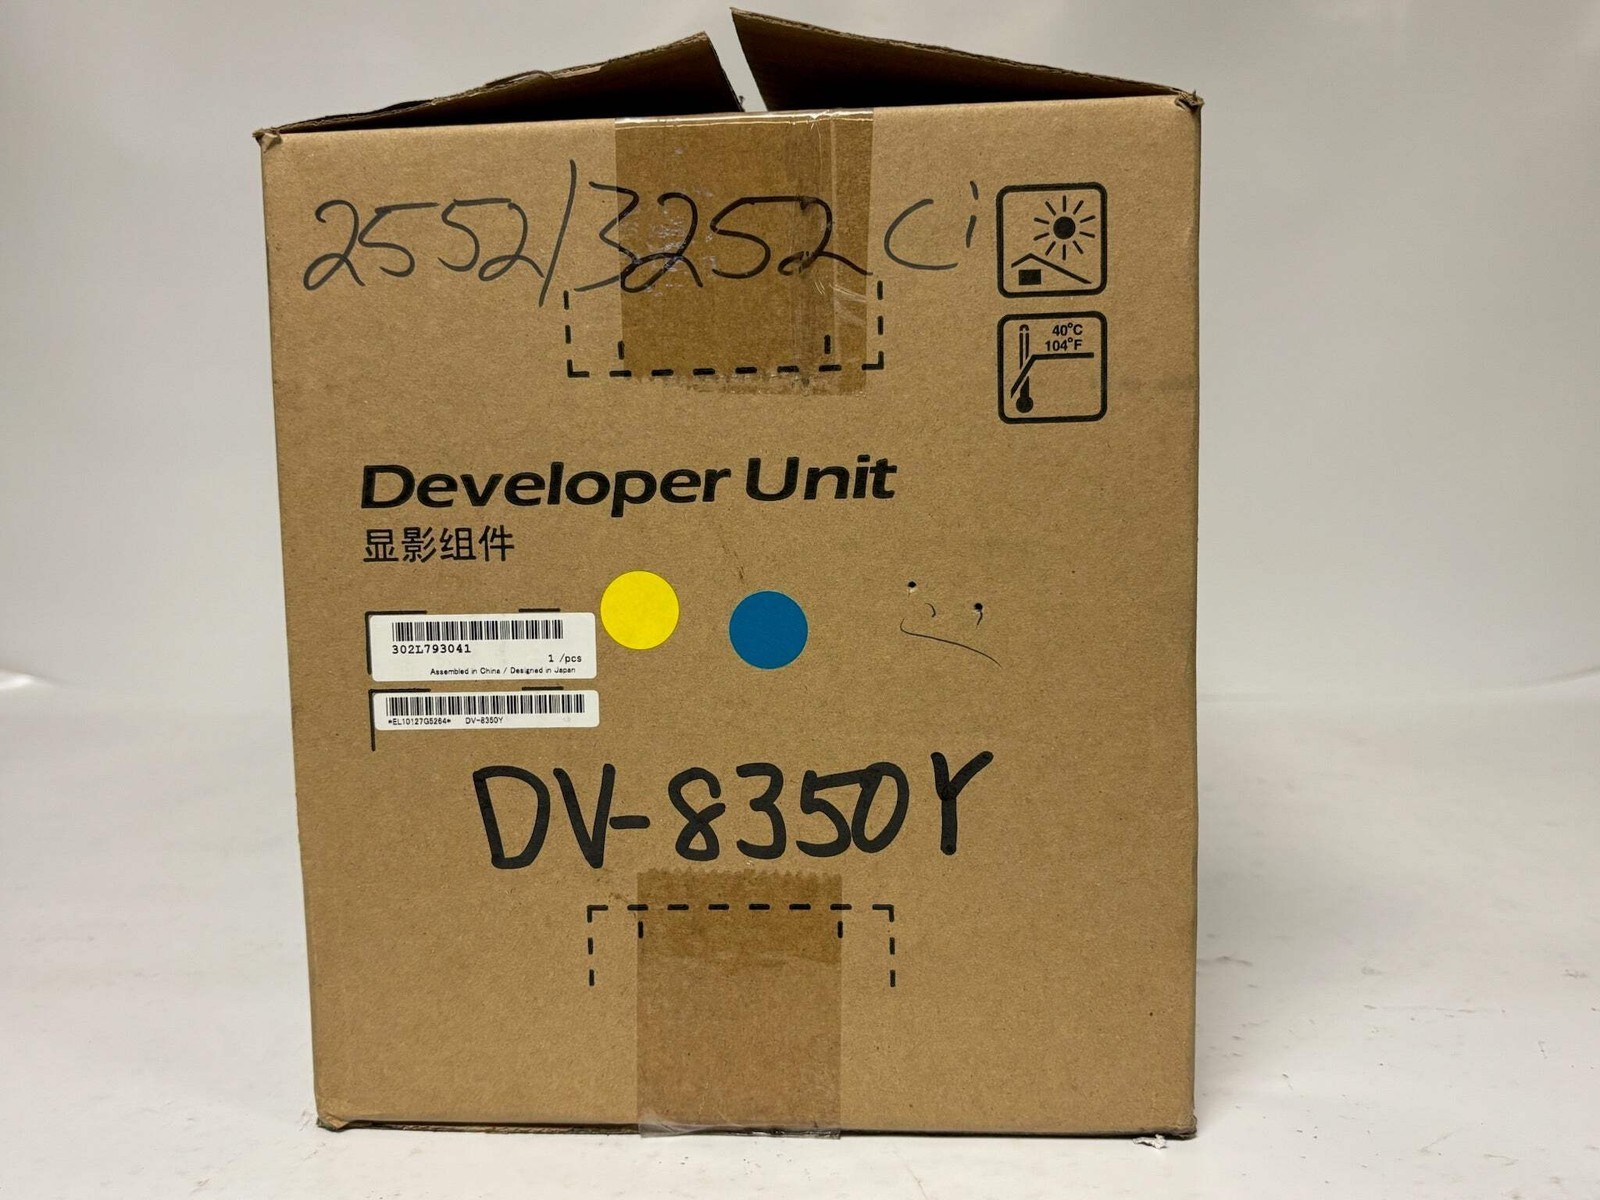 2552/3252ci
40°C
104°F
Developer Unit
显影组件
302L793041
1 /pcs
Assembled in China / Designed in Japan
*EL10127G5264* DV-8350Y
DV-8350Y